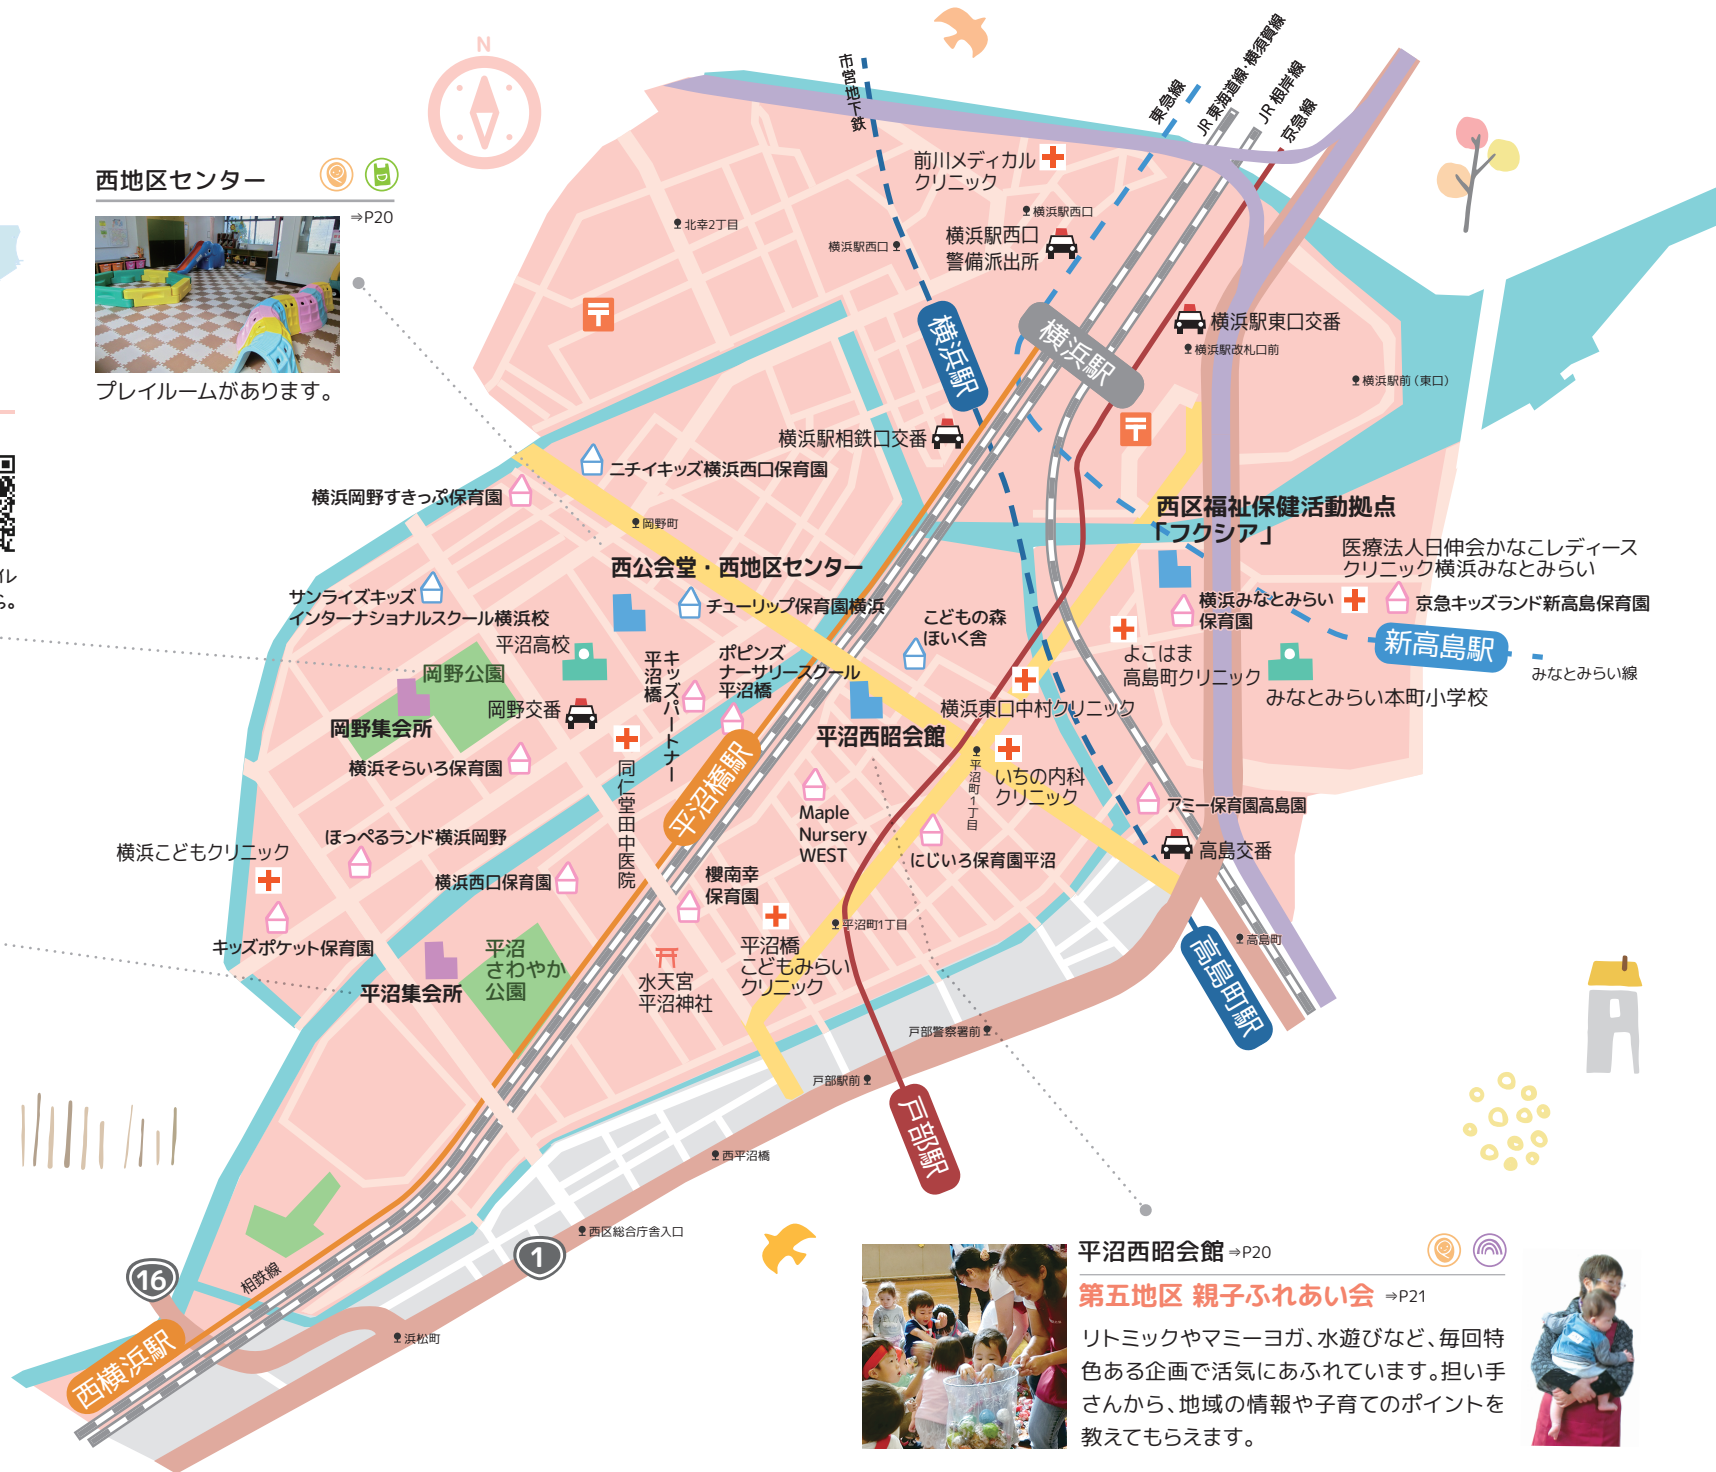 N
市営地下鉄
東急線
JR 東海道線・横須賀線
JR 根岸線
京急線
西地区センター
⇒P20
プレイルームがあります。
前川メディカル
クリニック
横浜駅西口
北幸2丁目
横浜駅西口
横浜駅西口
警備派出所
横浜駅
横浜駅
横浜駅東口交番
横浜駅改札口前
横浜駅前（東口）
横浜駅相鉄口交番
ニチイキッズ横浜西口保育園
横浜岡野すきっぷ保育園
岡野町
西区福祉保健活動拠点
「フクシア」
医療法人日伸会かなこレディース
クリニック横浜みなとみらい
西公会堂・西地区センター
サンライズキッズ
インターナショナルスクール横浜校
チューリップ保育園横浜
こどもの森
ほいく舎
横浜みなとみらい
保育園
京急キッズランド新高島保育園
新高島駅
みなとみらい線
平沼高校
岡野公園
キッズパートナー
平沼橋
ポピンズ
ナーサリースクール
平沼橋
よこはま
高島町クリニック
みなとみらい本町小学校
岡野交番
岡野集会所
横浜東口中村クリニック
平沼西昭会館
横浜そらいろ保育園
同仁堂田中医院
平沼橋駅
平沼町1丁目
いちの内科
クリニック
Maple
Nursery
WEST
アミー保育園高島園
ほっぺるランド横浜岡野
横浜こどもクリニック
高島交番
にじいろ保育園平沼
横浜西口保育園
櫻南幸
保育園
キッズポケット保育園
平沼町1丁目
平沼
さわやか
公園
平沼橋
こどもみらい
クリニック
高島町
高島町駅
平沼集会所
水天宮
平沼神社
戸部警察署前
戸部駅前
戸部駅
西平沼橋
西区総合庁舎入口
1
16
相鉄線
浜松町
西横浜駅
平沼西昭会館 ⇒P20
第五地区 親子ふれあい会 ⇒P21
リトミックやマミーヨガ、水遊びなど、毎回特
色ある企画で活気にあふれています。担い手
さんから、地域の情報や子育てのポイントを
教えてもらえます。